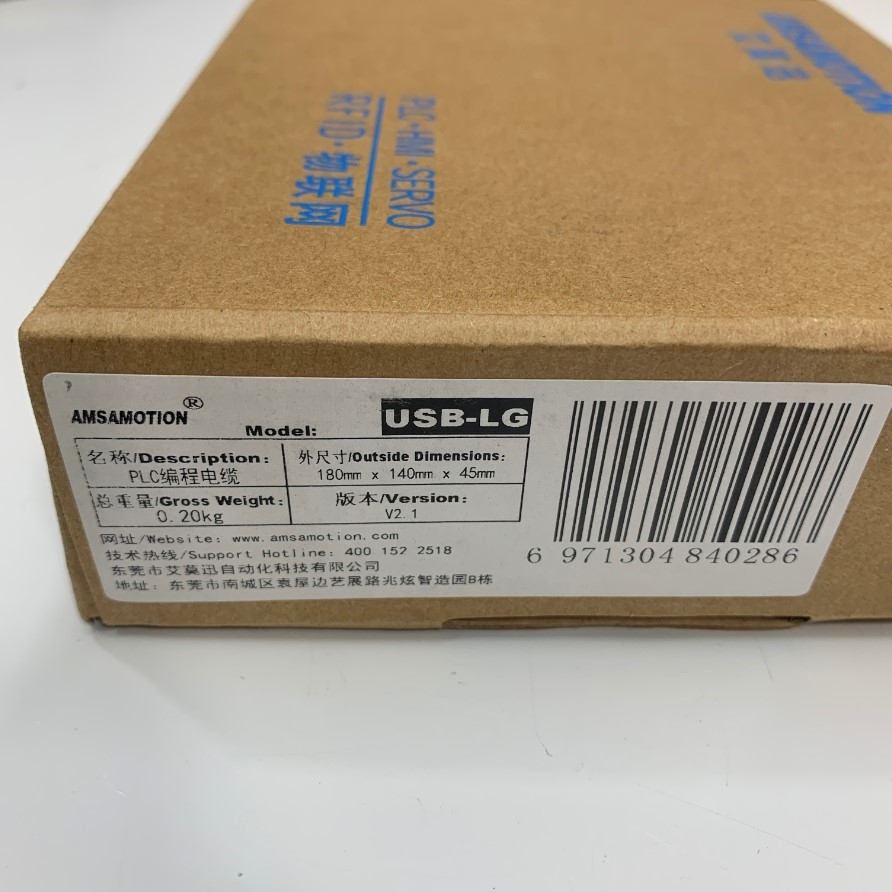 AMSAMOTION
艾莫迅
PLC·HMI·SERVO
RFID·物联网
AMSAMOTION®
Model: USB-LG
名称/Description:
PLC编程电缆
外尺寸/Outside Dimensions:
180mm x 140mm x 45mm
总重量/Gross Weight:
0.20kg
版本/Version:
V2.1
网址/Website: www.amsamotion.com
技术热线/Support Hotline: 400 152 2518
东莞市艾莫迅自动化科技有限公司
地址: 东莞市南城区袁屋边艺展路兆炫智造园B栋
6 971304 840286